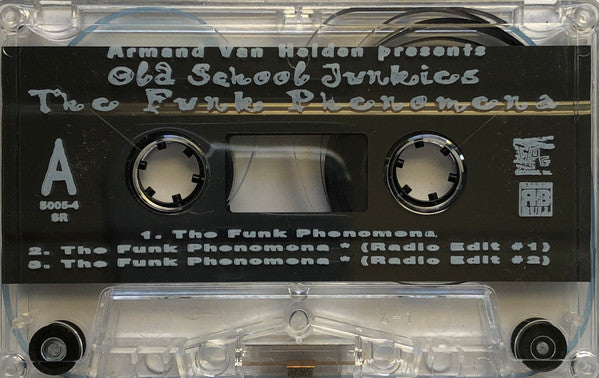 Armand Van Helden presents
Old School Junkies
The Funk Phenomena
A
5005-4
SR
1. The Funk Phenomena
2. The Funk Phenomena * (Radio Edit #1)
3. The Funk Phenomena * (Radio Edit #2)
BULL